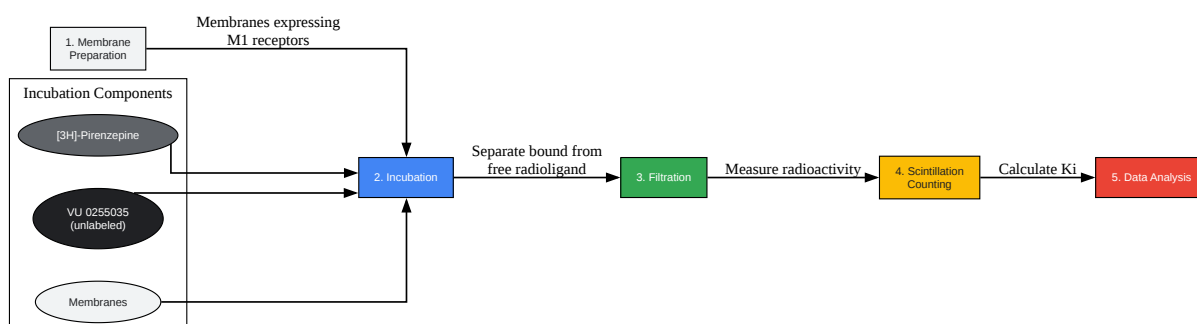 Membranes expressing
M1 receptors
1. Membrane
Preparation
Incubation Components
[3H]-Pirenzepine
VU 0255035
(unlabeled)
Membranes
2. Incubation
Separate bound from
free radioligand
3. Filtration
Measure radioactivity
4. Scintillation
Counting
Calculate Ki
5. Data Analysis